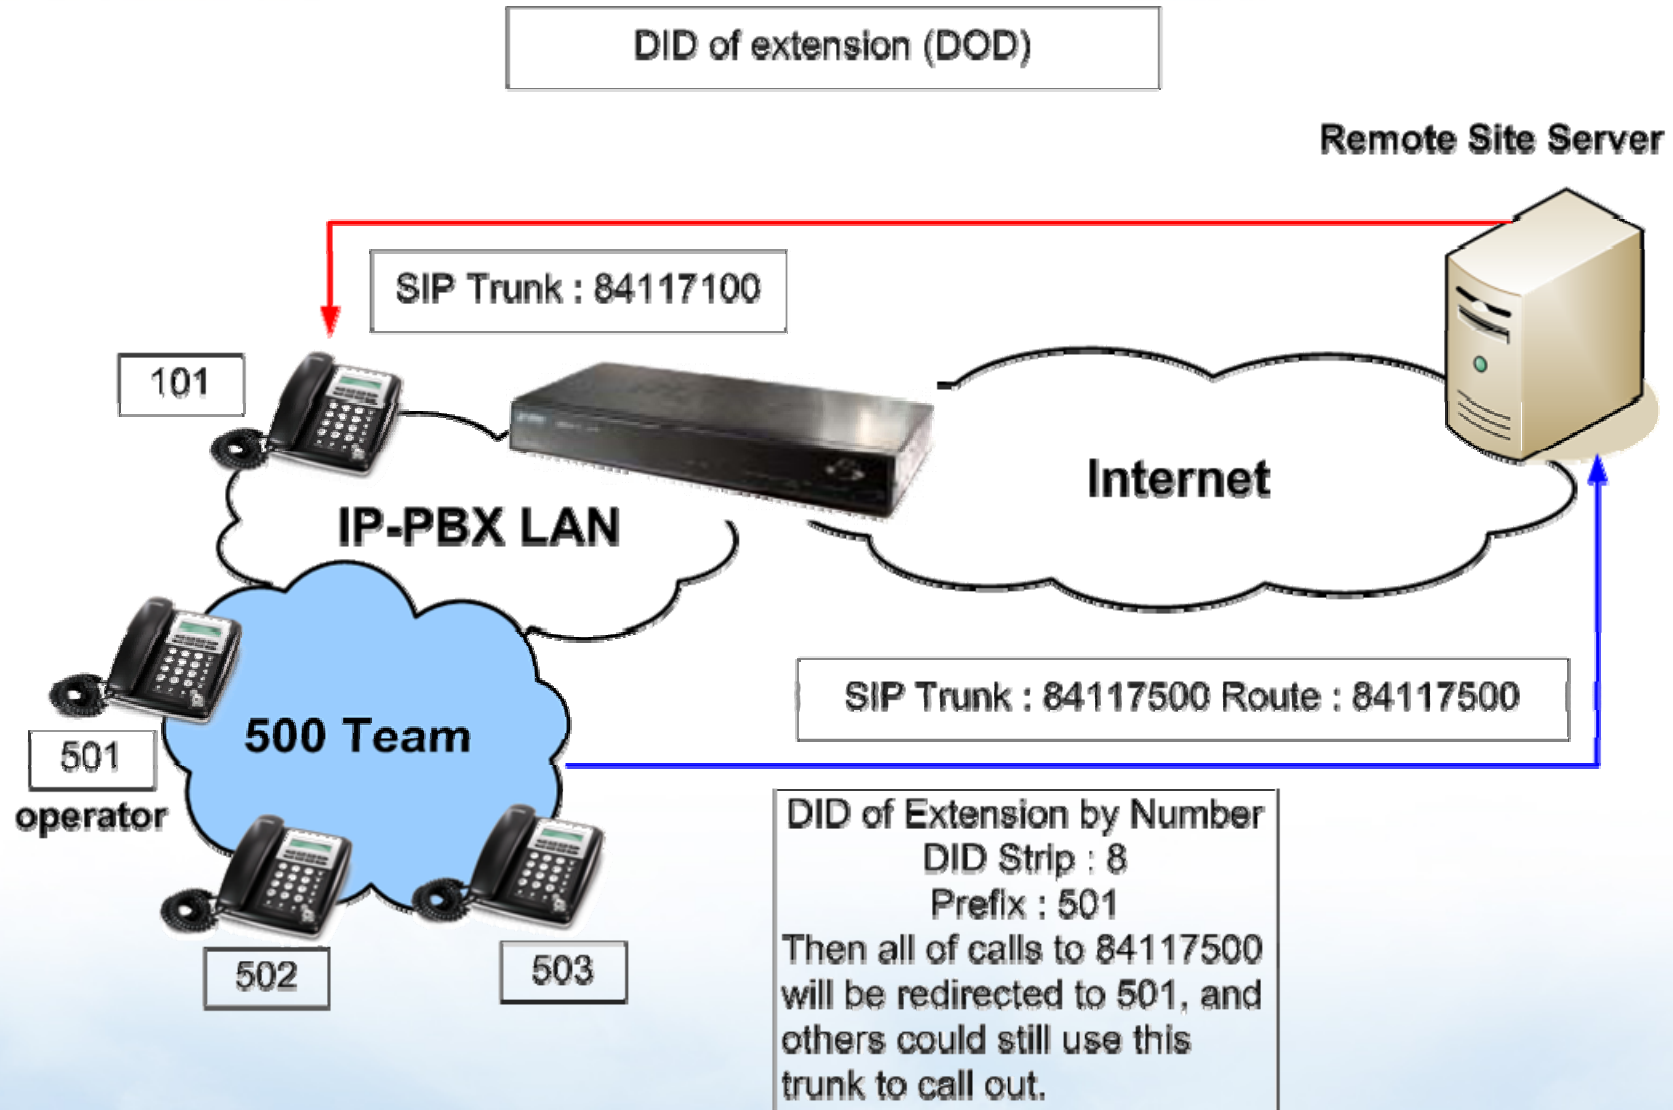 DID of extension (DOD)
Remote Site Server
SIP Trunk : 84117100
101
Internet
IP-PBX LAN
SIP Trunk : 84117500 Route : 84117500
500 Team
501
operator
502
503
DID of Extension by Number
DID Strip : 8
Prefix : 501
Then all of calls to 84117500
will be redirected to 501, and
others could still use this
trunk to call out.